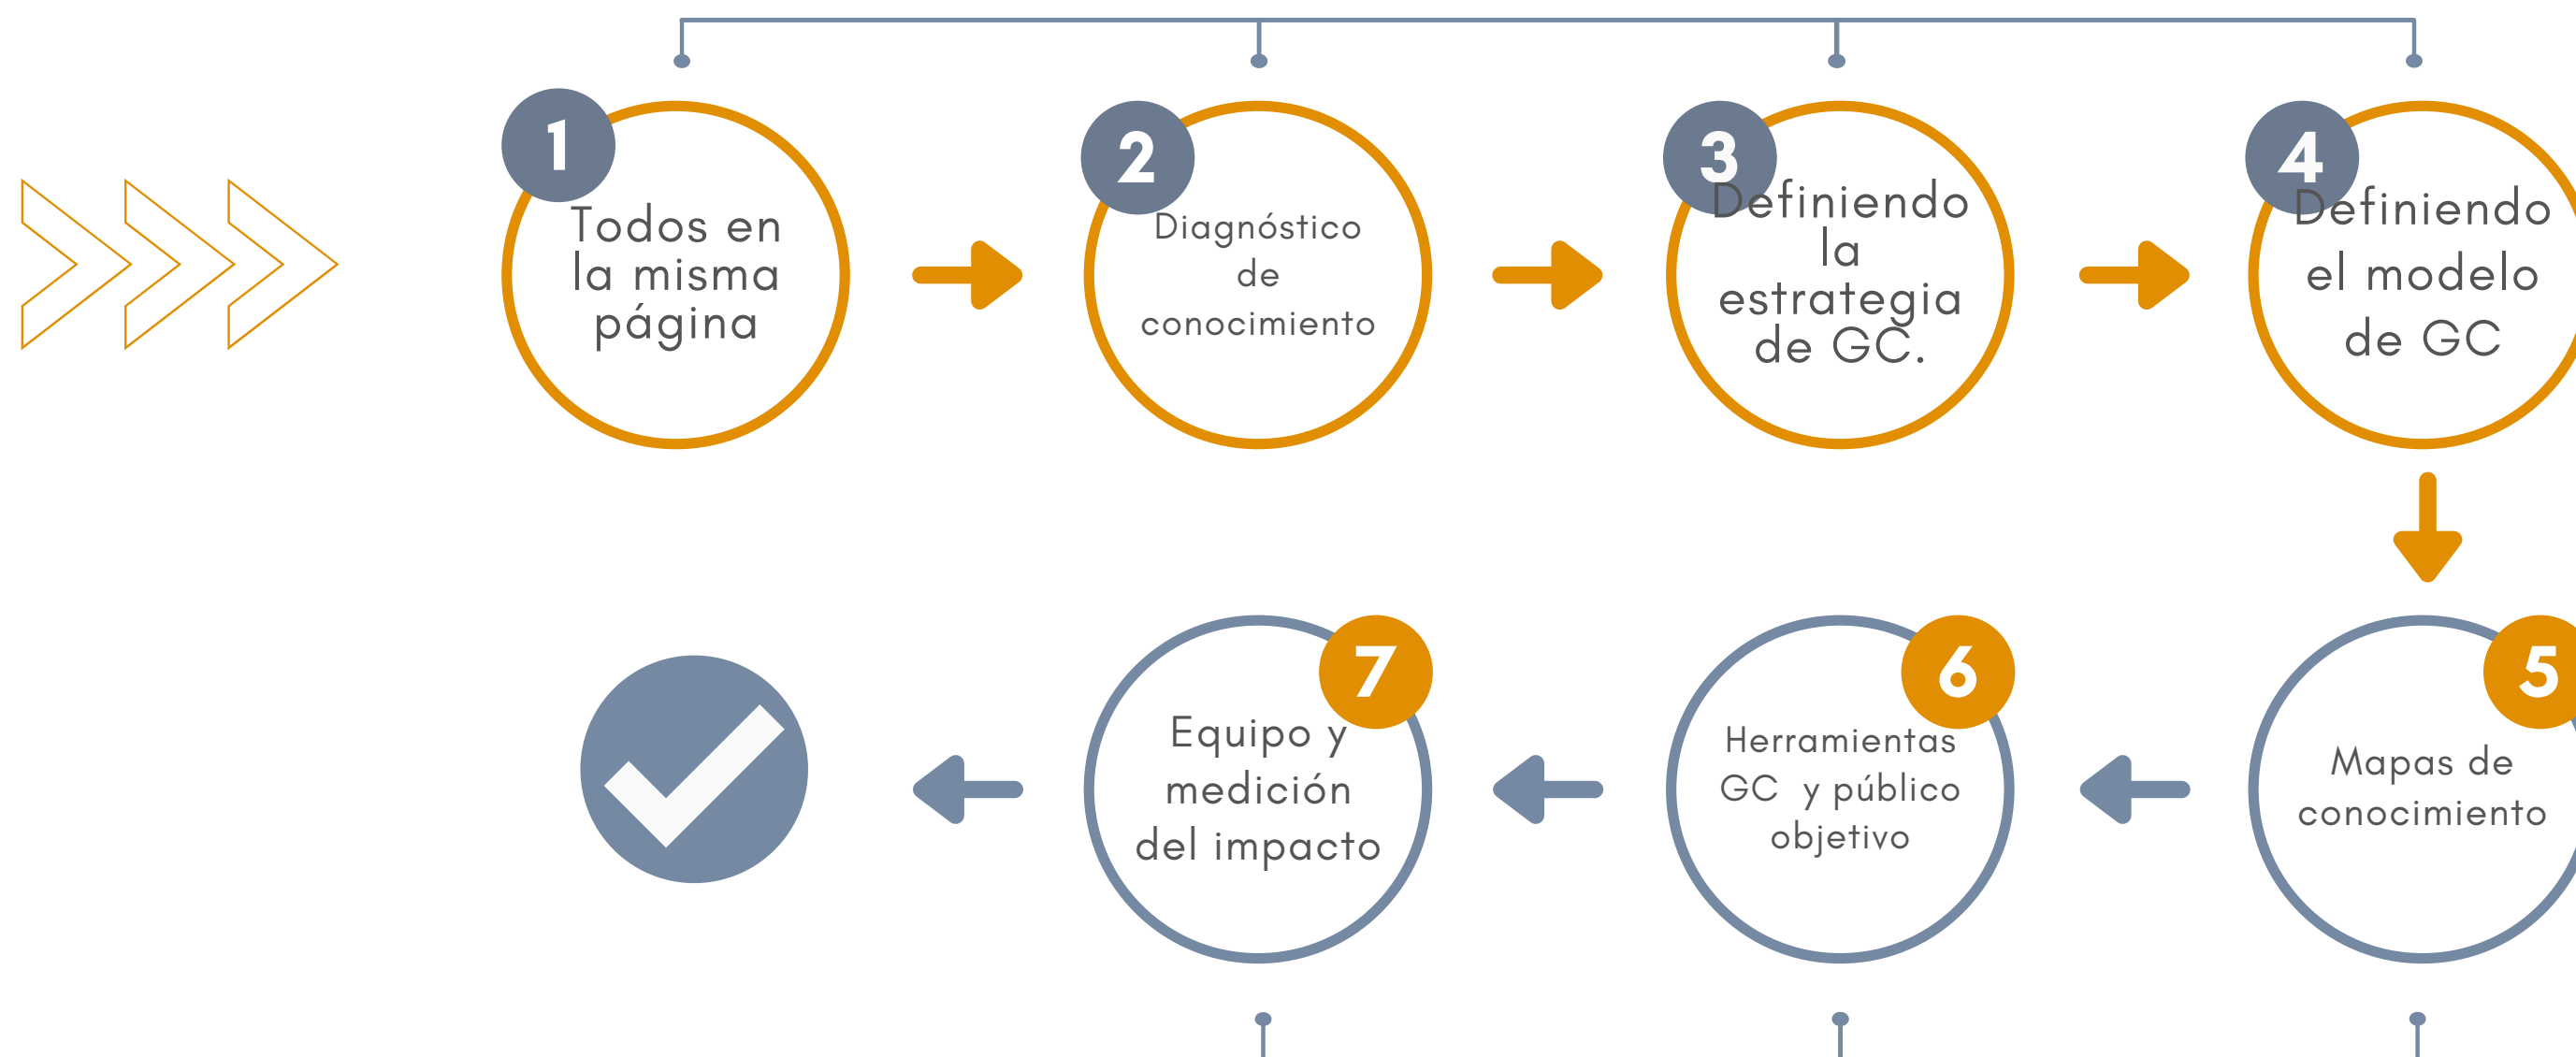 1
Todos en
la misma
página
2
Diagnóstico
de
conocimiento
3
Definiendo
la
estrategia
de GC.
4
Definiendo
el modelo
de GC
5
Mapas de
conocimiento
6
Herramientas
GC y público
objetivo
7
Equipo y
medición
del impacto